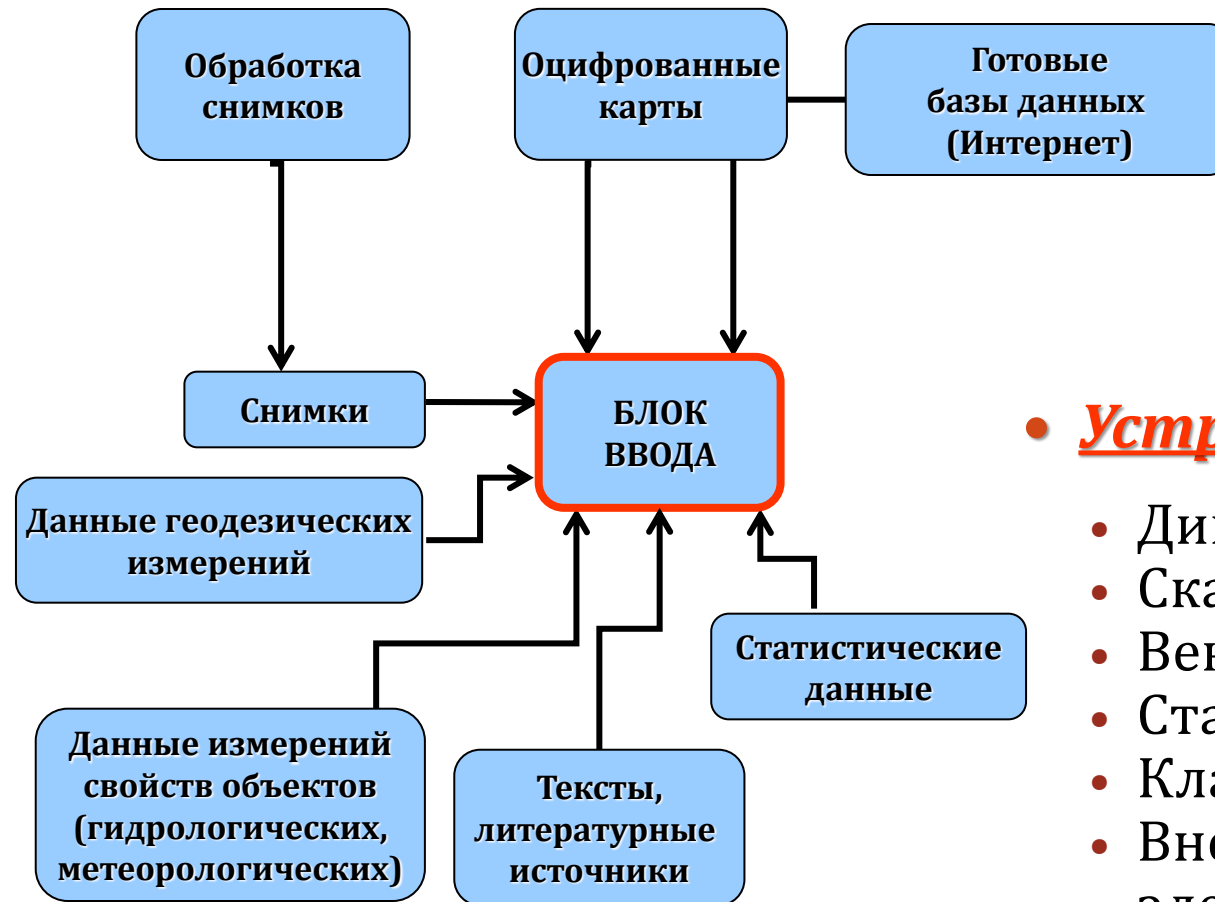 Обработка
снимков
Оцифрованные
карты
Готовые
базы данных
(Интернет)
Снимки
БЛОК
ВВОДА
Данные геодезических
измерений
Статистические
данные
Данные измерений
свойств объектов
(гидрологических,
метеорологических)
Тексты,
литературные
источники